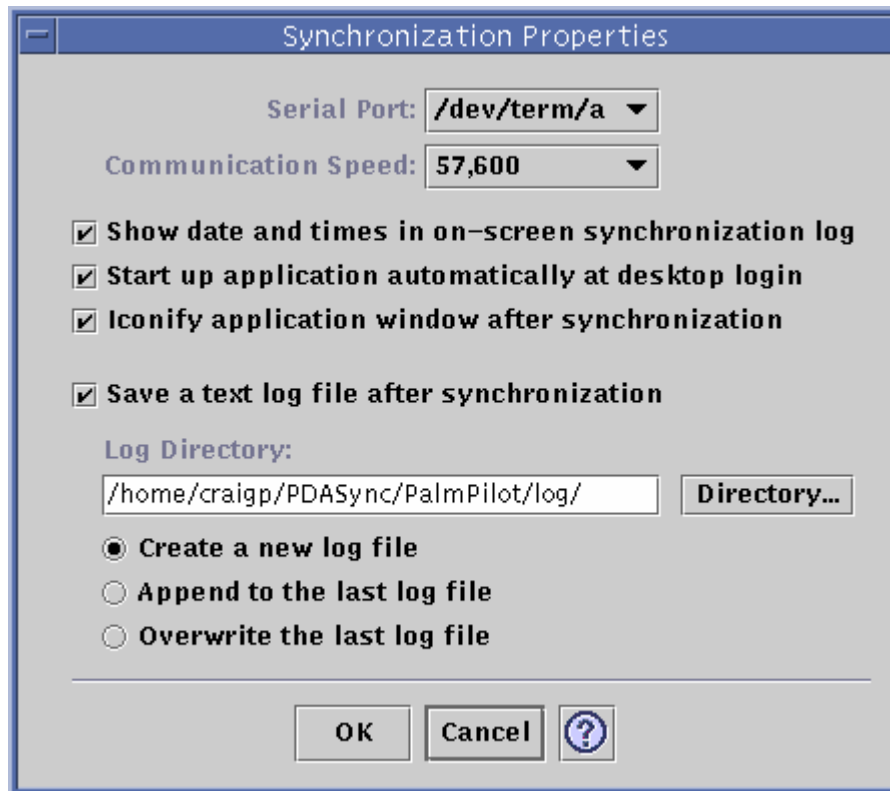 Synchronization Properties
Serial Port: /dev/term/a
Communication Speed: 57,600
Show date and times in on-screen synchronization log
Start up application automatically at desktop login
Iconify application window after synchronization
Save a text log file after synchronization
Log Directory:
/home/craigp/PDASync/PalmPilot/log/ Directory...
Create a new log file
Append to the last log file
Overwrite the last log file
OK Cancel ?